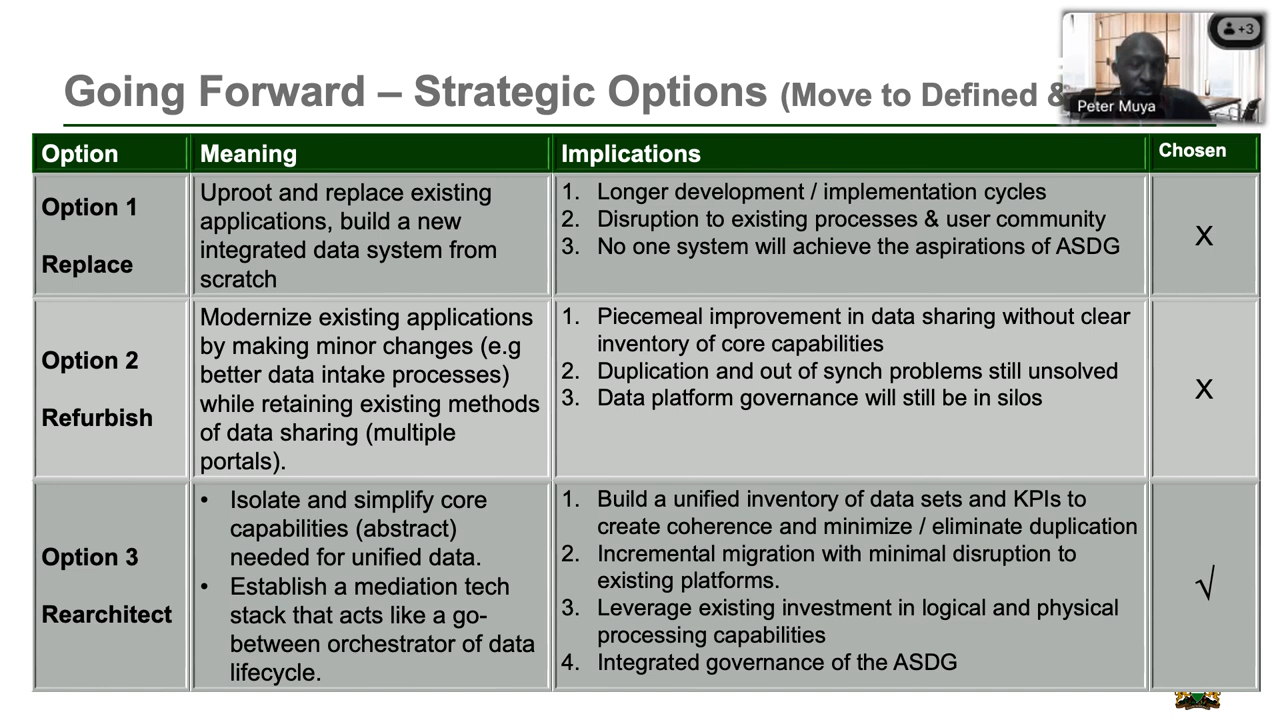 Going Forward – Strategic Options (Move to Defined &
+3
Peter Muya
Option
Meaning
Implications
Chosen
Option 1
Replace
Uproot and replace existing
applications, build a new
integrated data system from
scratch
1. Longer development / implementation cycles
2. Disruption to existing processes & user community
3. No one system will achieve the aspirations of ASDG
X
Option 2
Refurbish
Modernize existing applications
by making minor changes (e.g
better data intake processes)
while retaining existing methods
of data sharing (multiple
portals).
1. Piecemeal improvement in data sharing without clear
inventory of core capabilities
2. Duplication and out of synch problems still unsolved
3. Data platform governance will still be in silos
X
Option 3
Rearchitect
• Isolate and simplify core
capabilities (abstract)
needed for unified data.
• Establish a mediation tech
stack that acts like a go-
between orchestrator of data
lifecycle.
1. Build a unified inventory of data sets and KPIs to
create coherence and minimize / eliminate duplication
2. Incremental migration with minimal disruption to
existing platforms.
3. Leverage existing investment in logical and physical
processing capabilities
4. Integrated governance of the ASDG
√